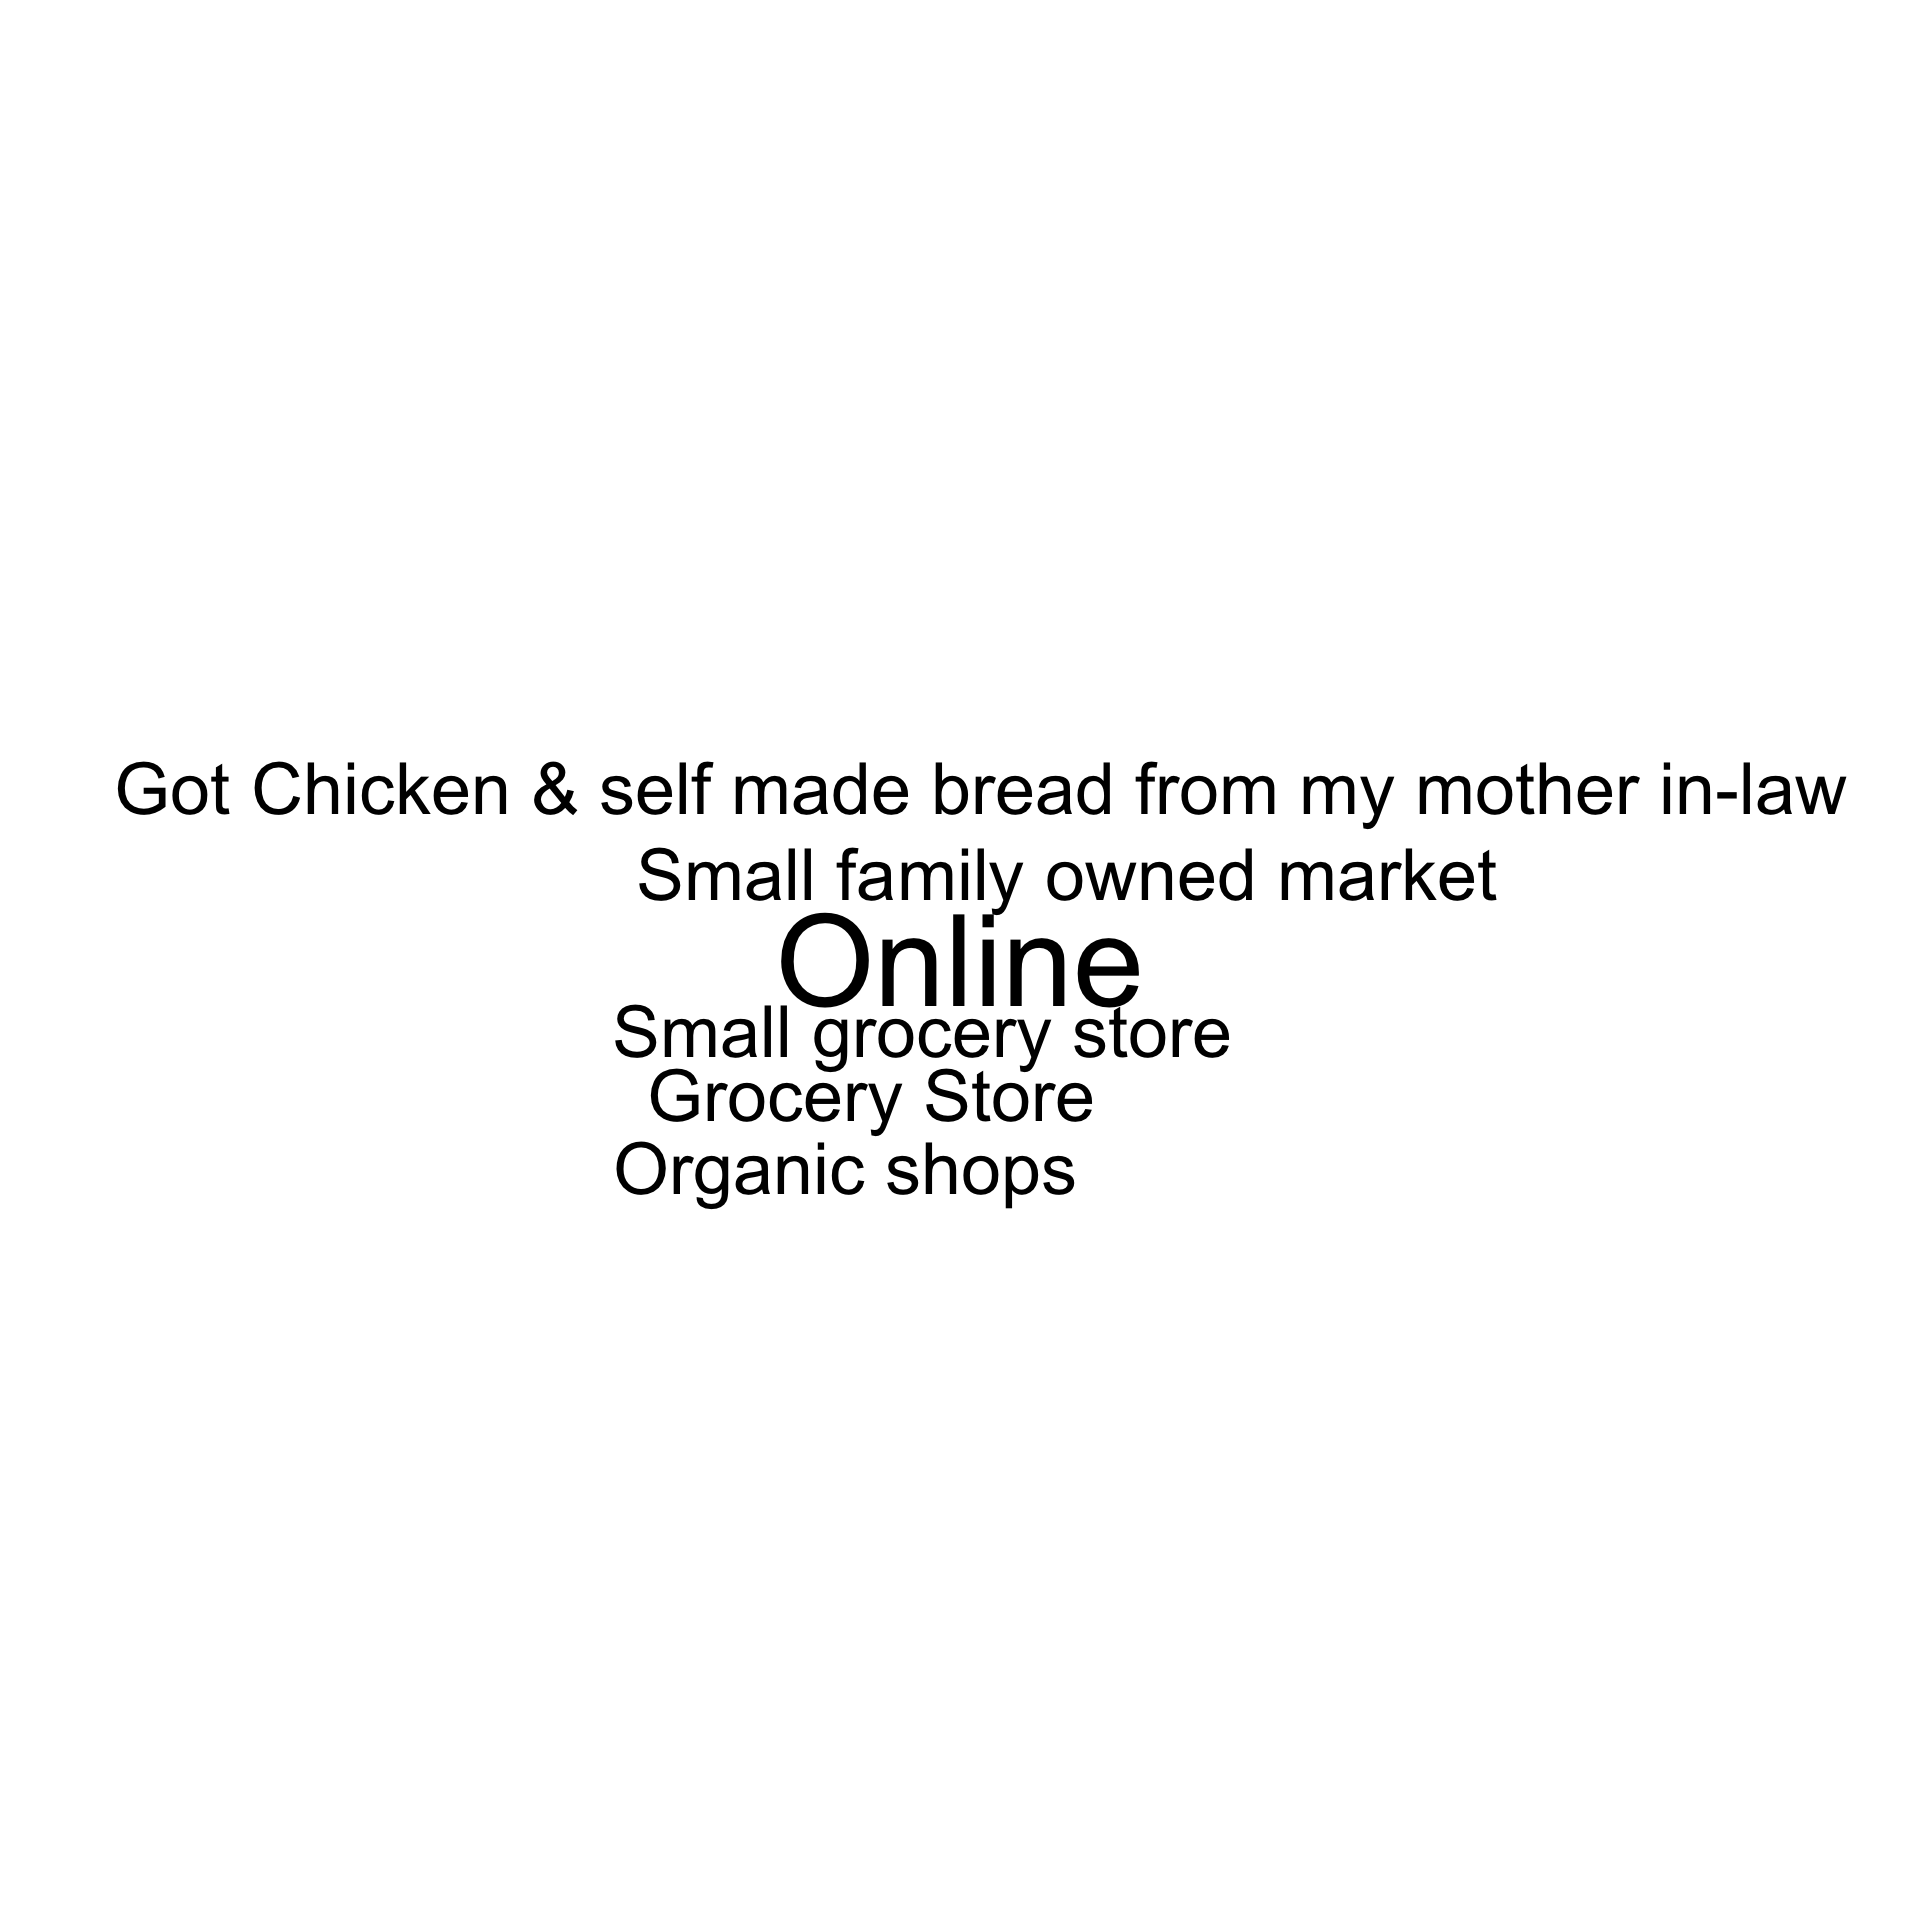 Got Chicken & self made bread from my mother in-law
Small family owned market
Online
Small grocery store
Grocery Store
Organic shops